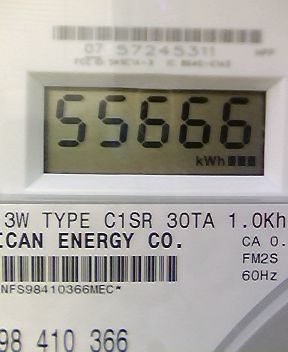 07 57245311
55666
kWh
3W TYPE C1SR 30TA 1.0Kh
ICAN ENERGY CO.
CA 0.
FM2S
60Hz
NFS98410366MEC*
98 410 366